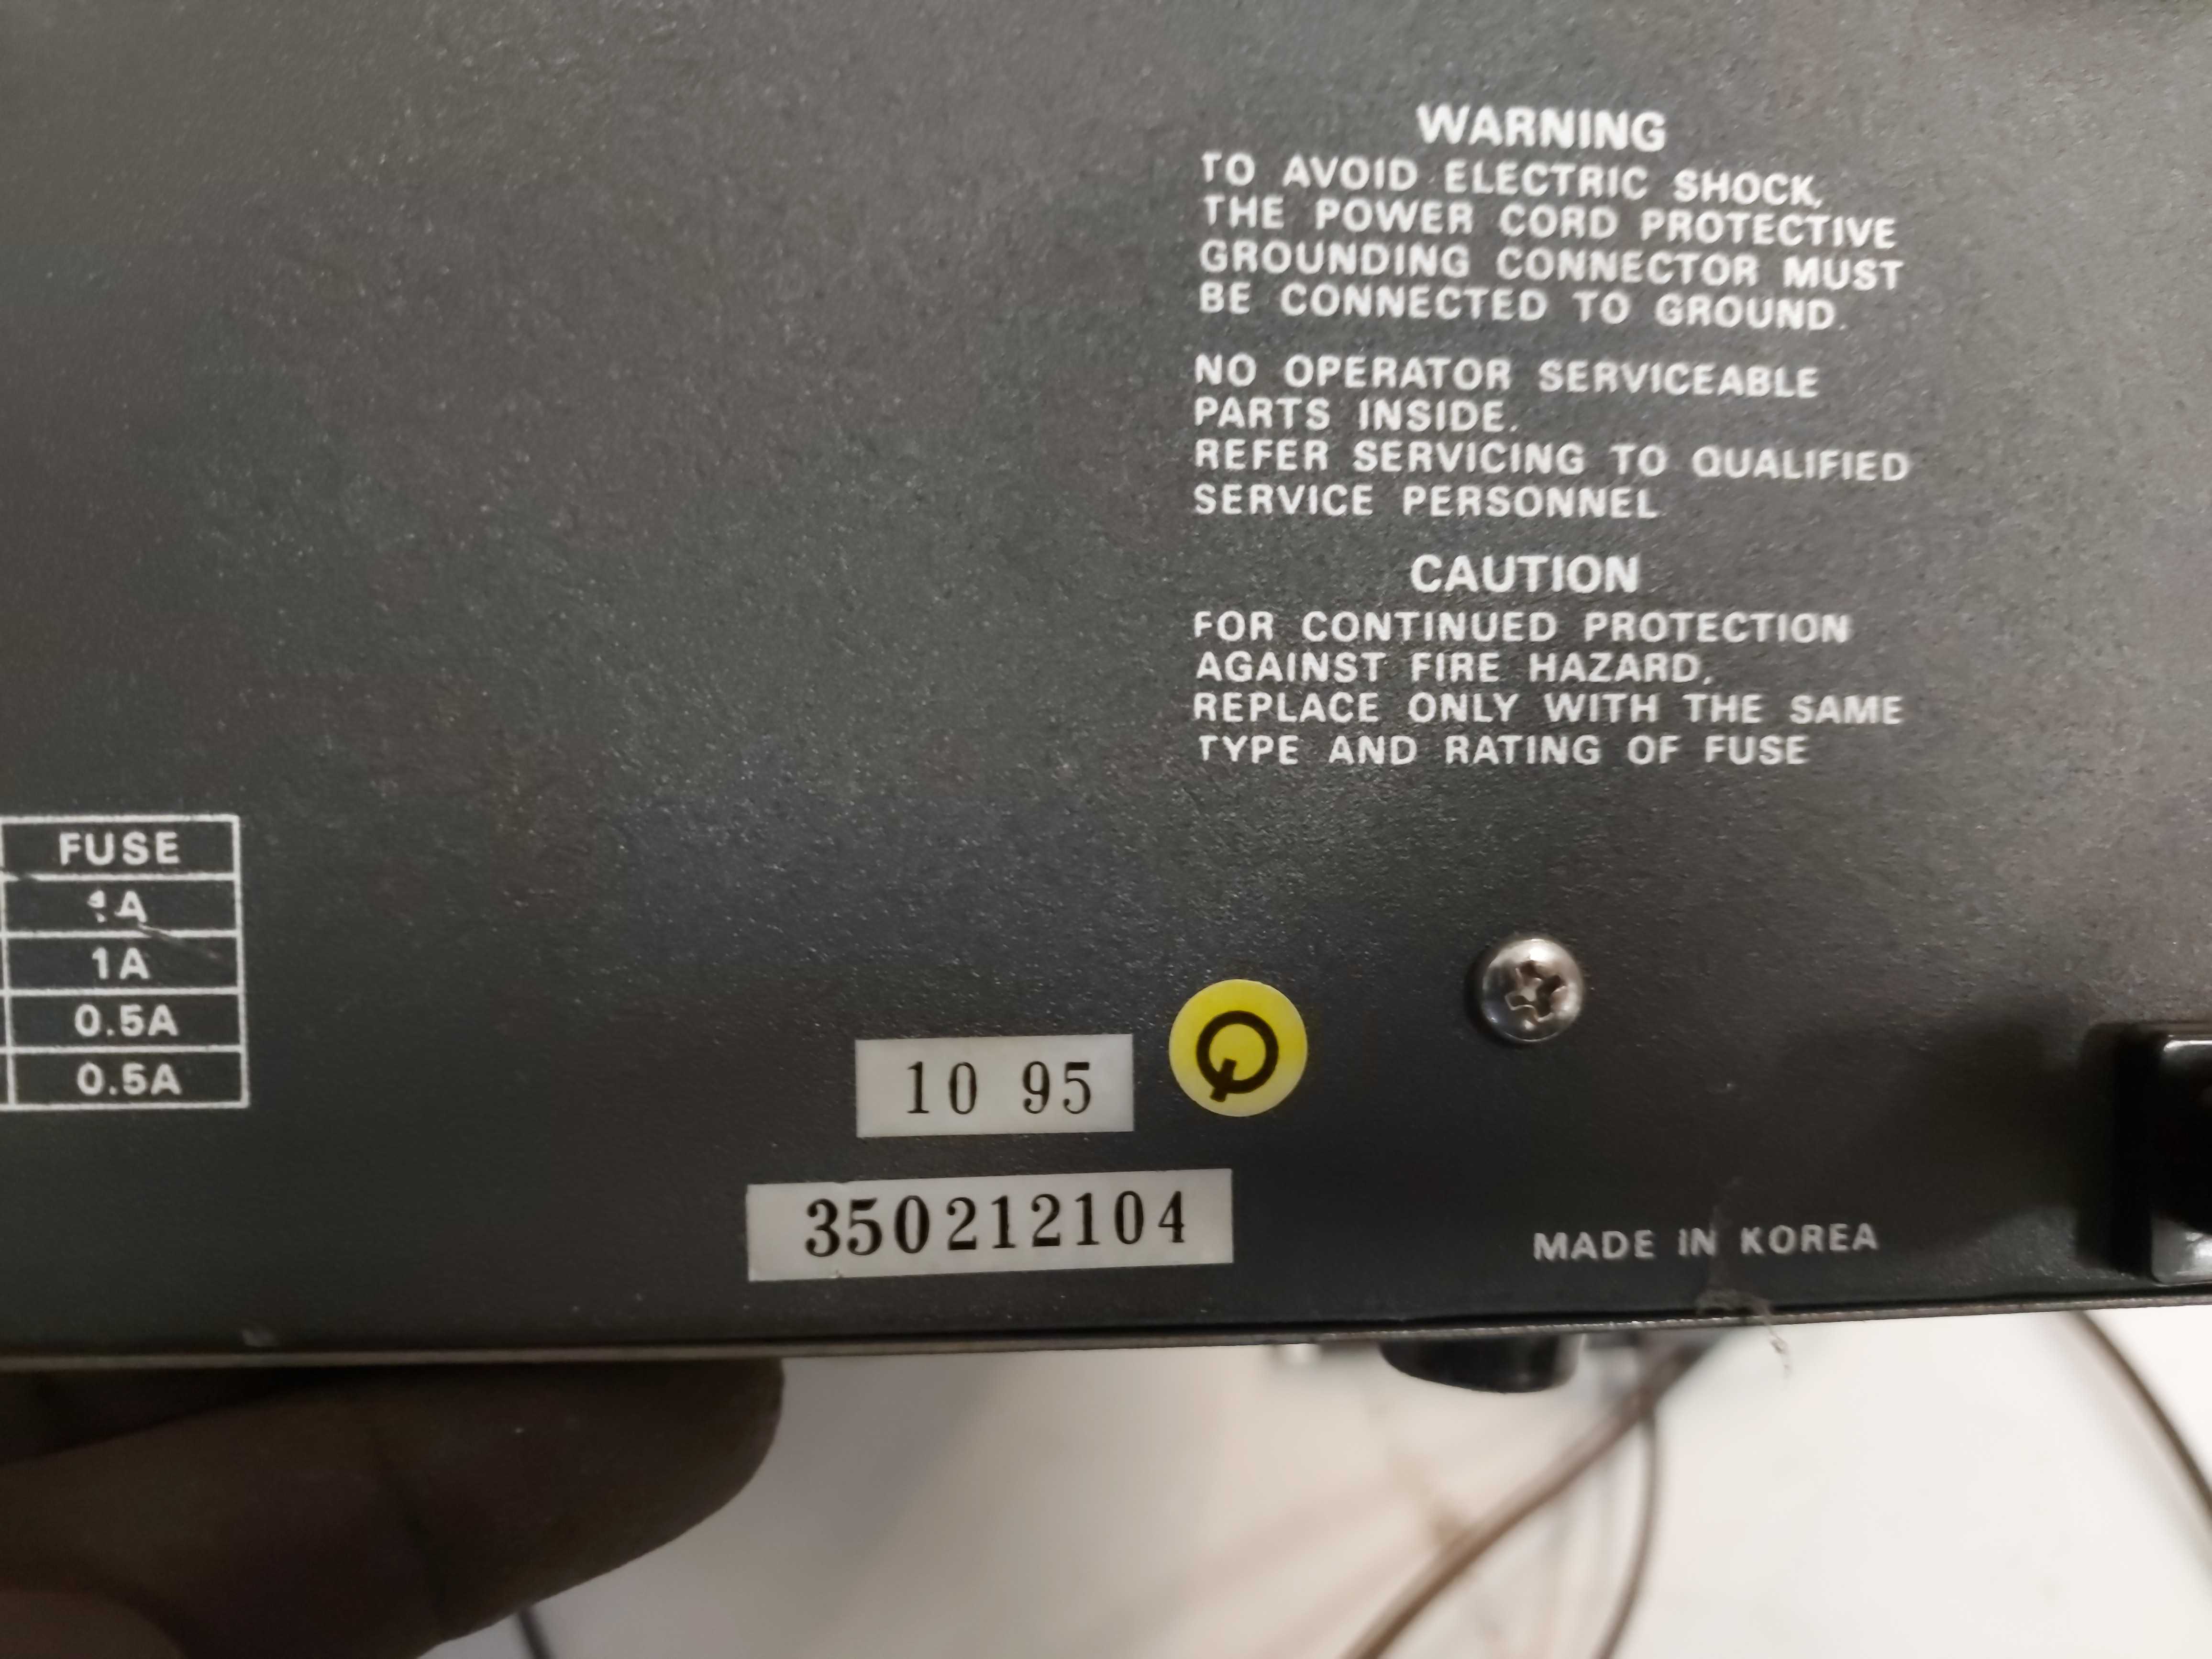 WARNING
TO AVOID ELECTRIC SHOCK,
THE POWER CORD PROTECTIVE
GROUNDING CONNECTOR MUST
BE CONNECTED TO GROUND.
NO OPERATOR SERVICEABLE
PARTS INSIDE.
REFER SERVICING TO QUALIFIED
SERVICE PERSONNEL
CAUTION
FOR CONTINUED PROTECTION
AGAINST FIRE HAZARD,
REPLACE ONLY WITH THE SAME
TYPE AND RATING OF FUSE
FUSE
1A
1A
0.5A
0.5A
10 95
Q
350212104
MADE IN KOREA